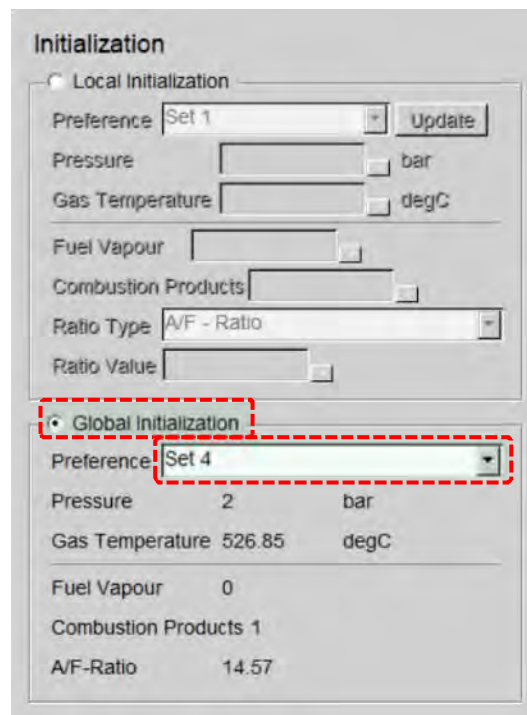 Initialization
Local Initialization
Preference Set 1 Update
Pressure bar
Gas Temperature degC
Fuel Vapour
Combustion Products
Ratio Type A/F - Ratio
Ratio Value
Global Initialization
Preference Set 4
Pressure 2 bar
Gas Temperature 526.85 degC
Fuel Vapour 0
Combustion Products 1
A/F-Ratio 14.57